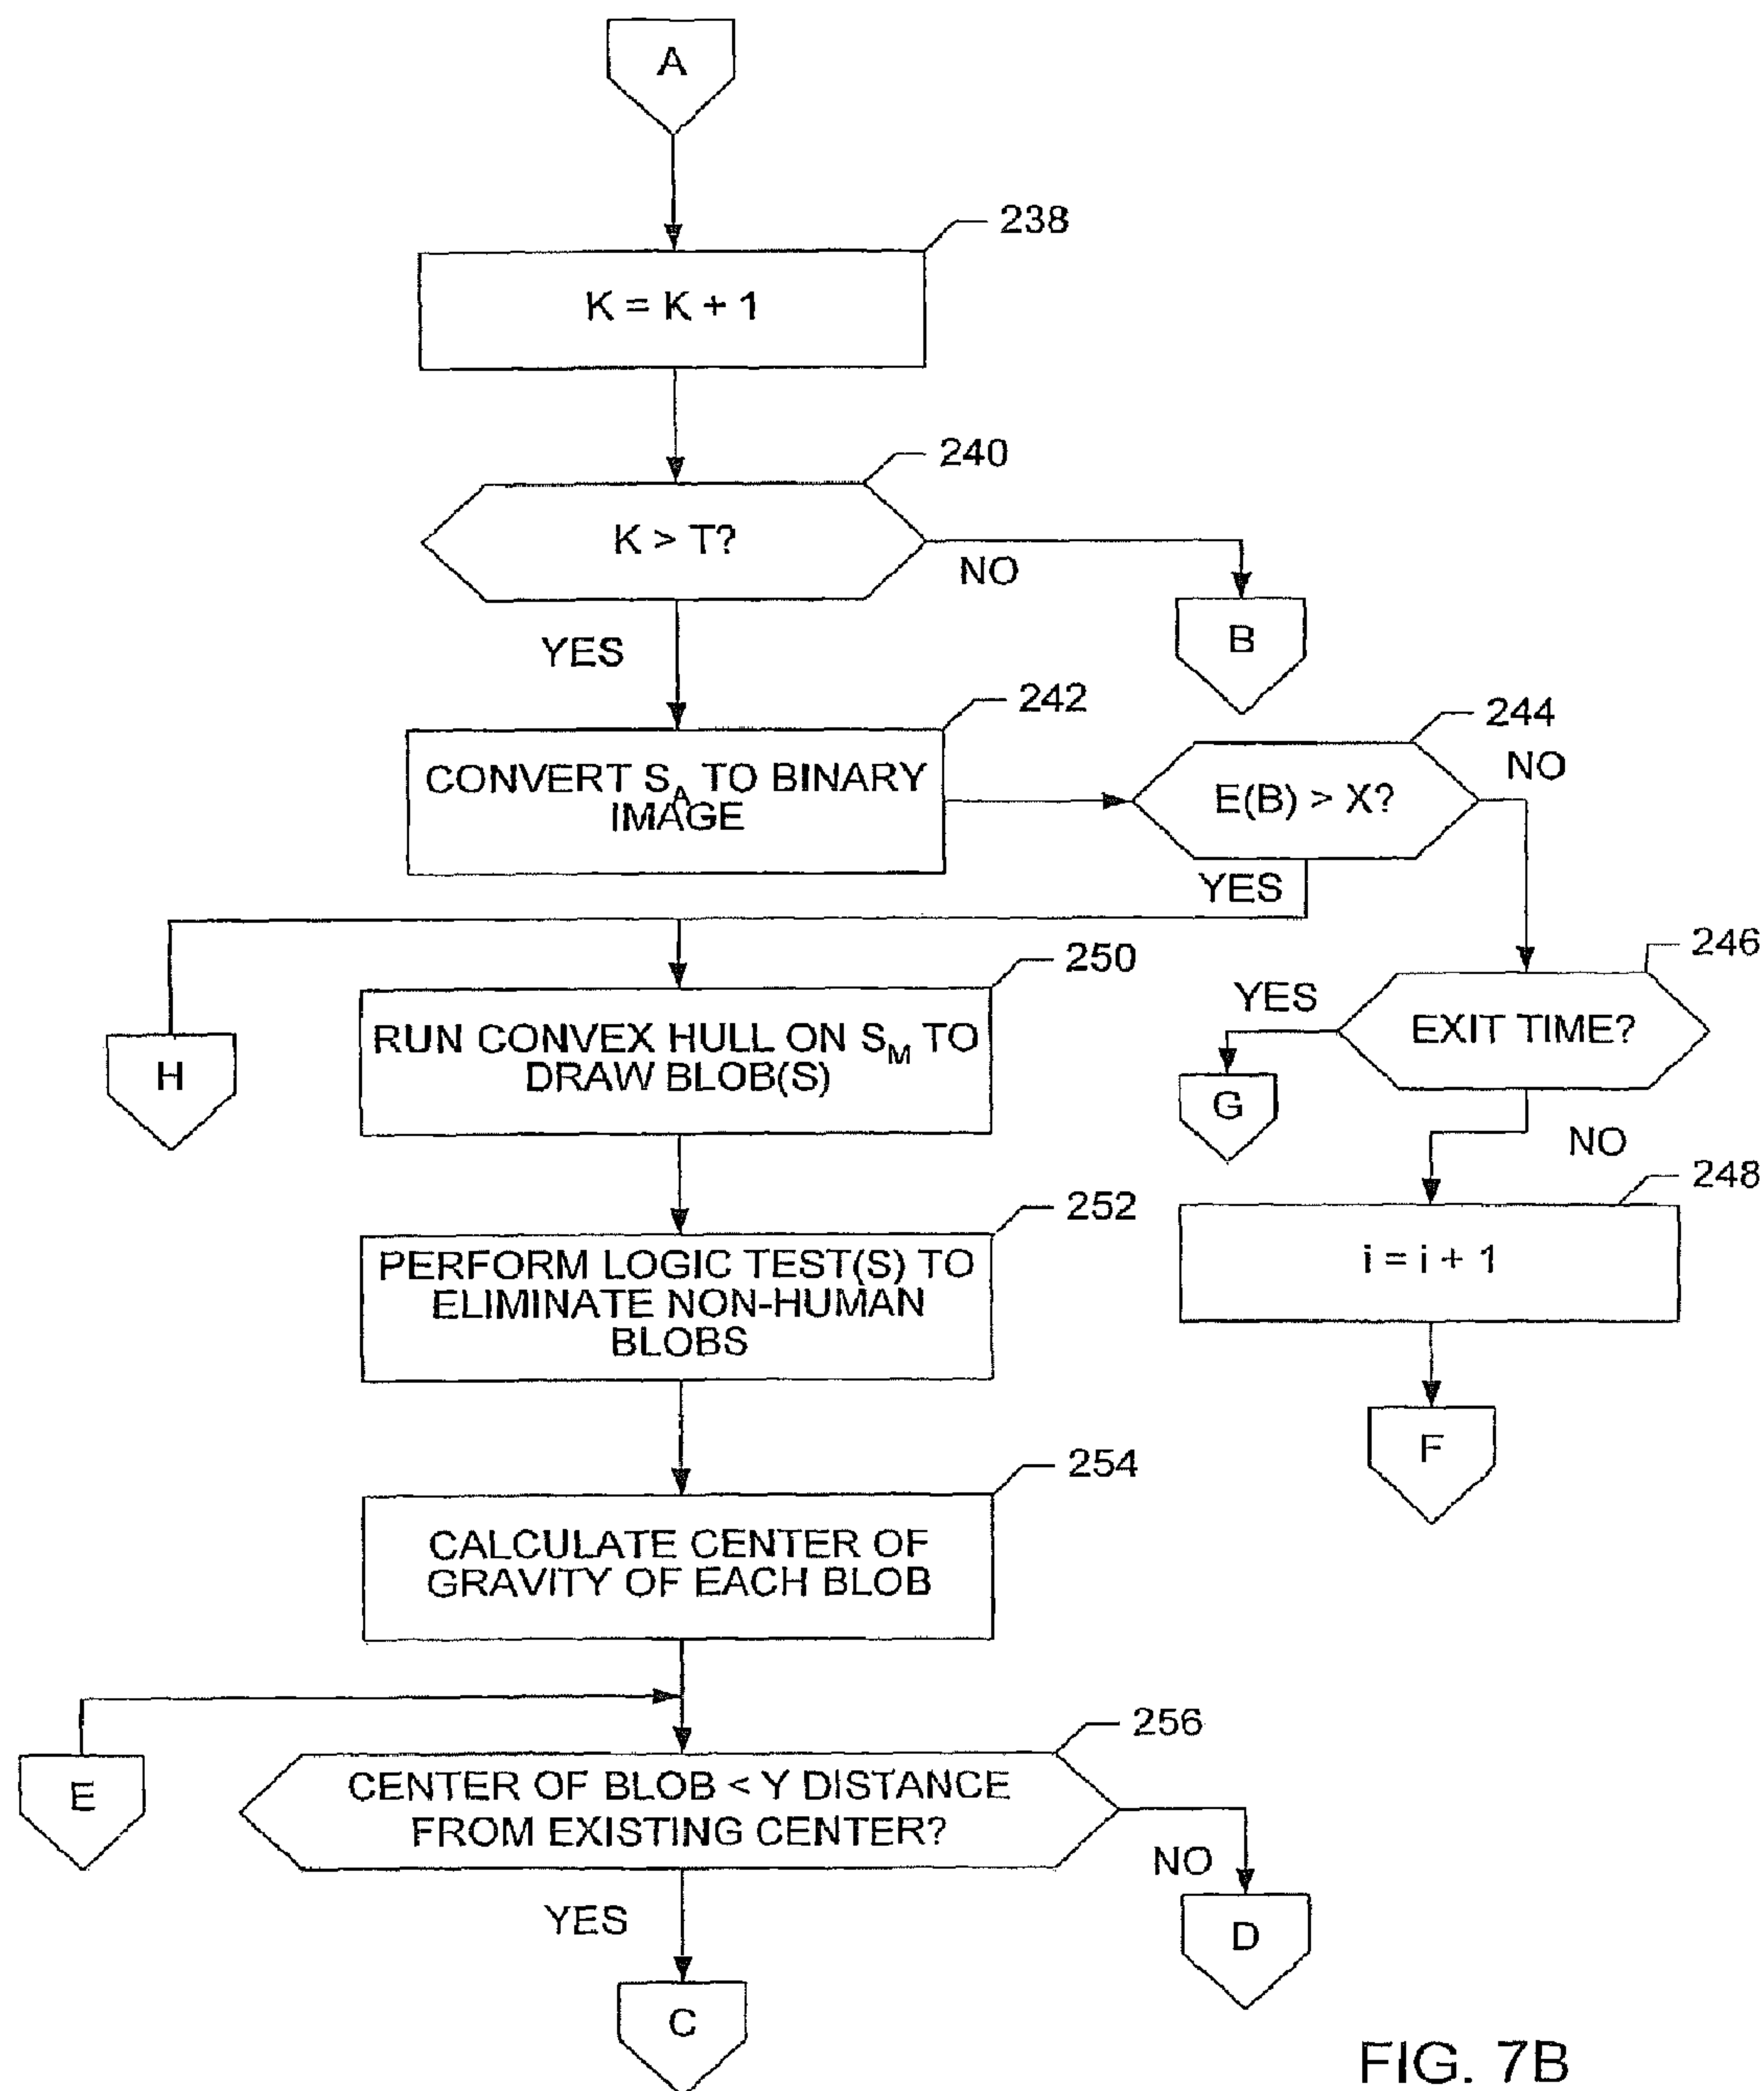 A
238
K = K + 1
240
K > T?
NO
B
YES
242
CONVERT S_A TO BINARY
IMAGE
244
E(B) > X?
NO
YES
246
EXIT TIME?
YES
G
NO
H
250
RUN CONVEX HULL ON S_M TO
DRAW BLOB(S)
248
i = i + 1
252
PERFORM LOGIC TEST(S) TO
ELIMINATE NON-HUMAN
BLOBS
F
254
CALCULATE CENTER OF
GRAVITY OF EACH BLOB
E
256
CENTER OF BLOB < Y DISTANCE
FROM EXISTING CENTER?
NO
D
YES
C
FIG. 7B